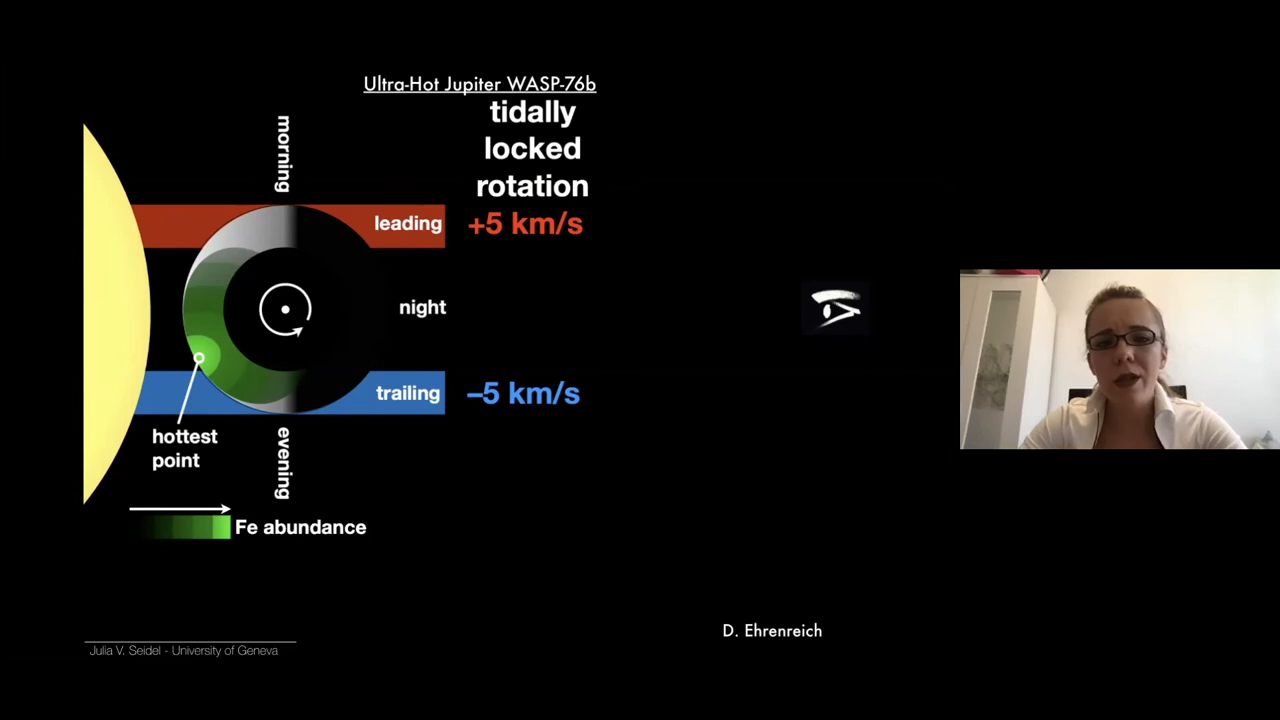 Ultra-Hot Jupiter WASP-76b
tidally
locked
rotation
morning
leading
+5 km/s
night
trailing
–5 km/s
hottest
point
evening
Fe abundance
D. Ehrenreich
Julia V. Seidel - University of Geneva